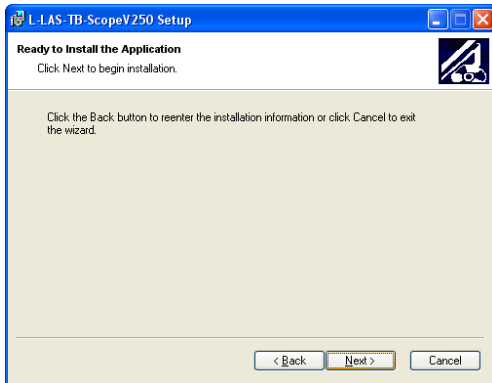 L-LAS-TB-ScopeV250 Setup
Ready to Install the Application
Click Next to begin installation.
Click the Back button to reenter the installation information or click Cancel to exit
the wizard.
< Back
Next >
Cancel